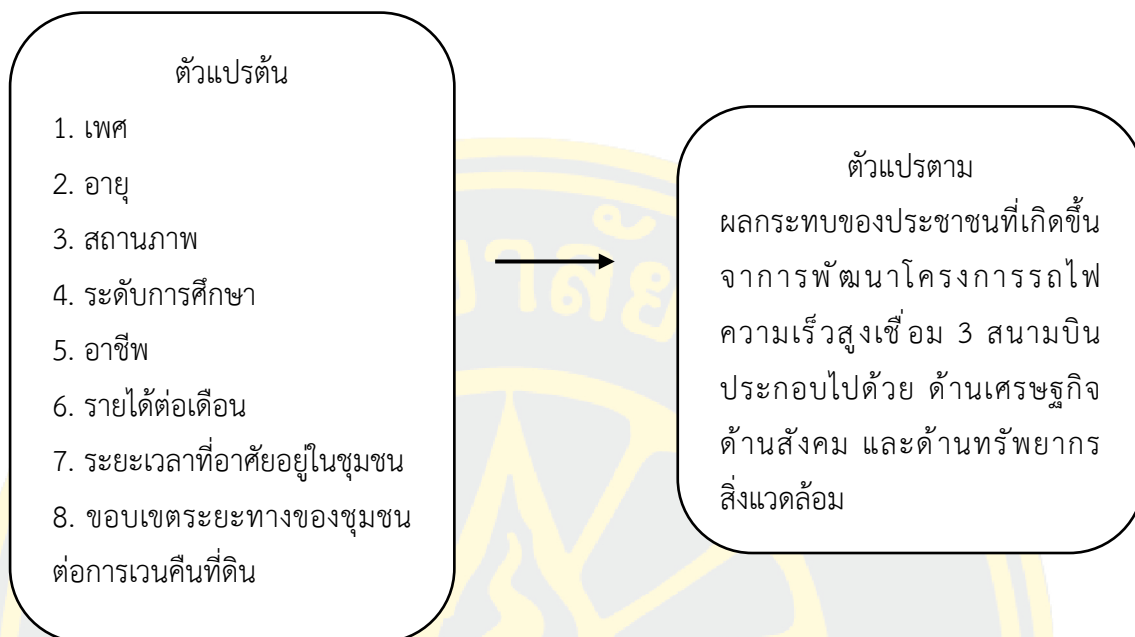 ตัวแปรต้น
1. เพศ
2. อายุ
3. สถานภาพ
4. ระดับการศึกษา
5. อาชีพ
6. รายได้ต่อเดือน
7. ระยะเวลาที่อาศัยอยู่ในชุมชน
8. ขอบเขตระยะทางของชุมชน
ต่อการเวนคืนที่ดิน
ตัวแปรตาม
ผลกระทบของประชาชนที่เกิดขึ้น
จาการพัฒนาโครงการรถไฟ
ความเร็วสูงเชื่อม 3 สนามบิน
ประกอบไปด้วย ด้านเศรษฐกิจ
ด้านสังคม และด้านทรัพยากร
สิ่งแวดล้อม